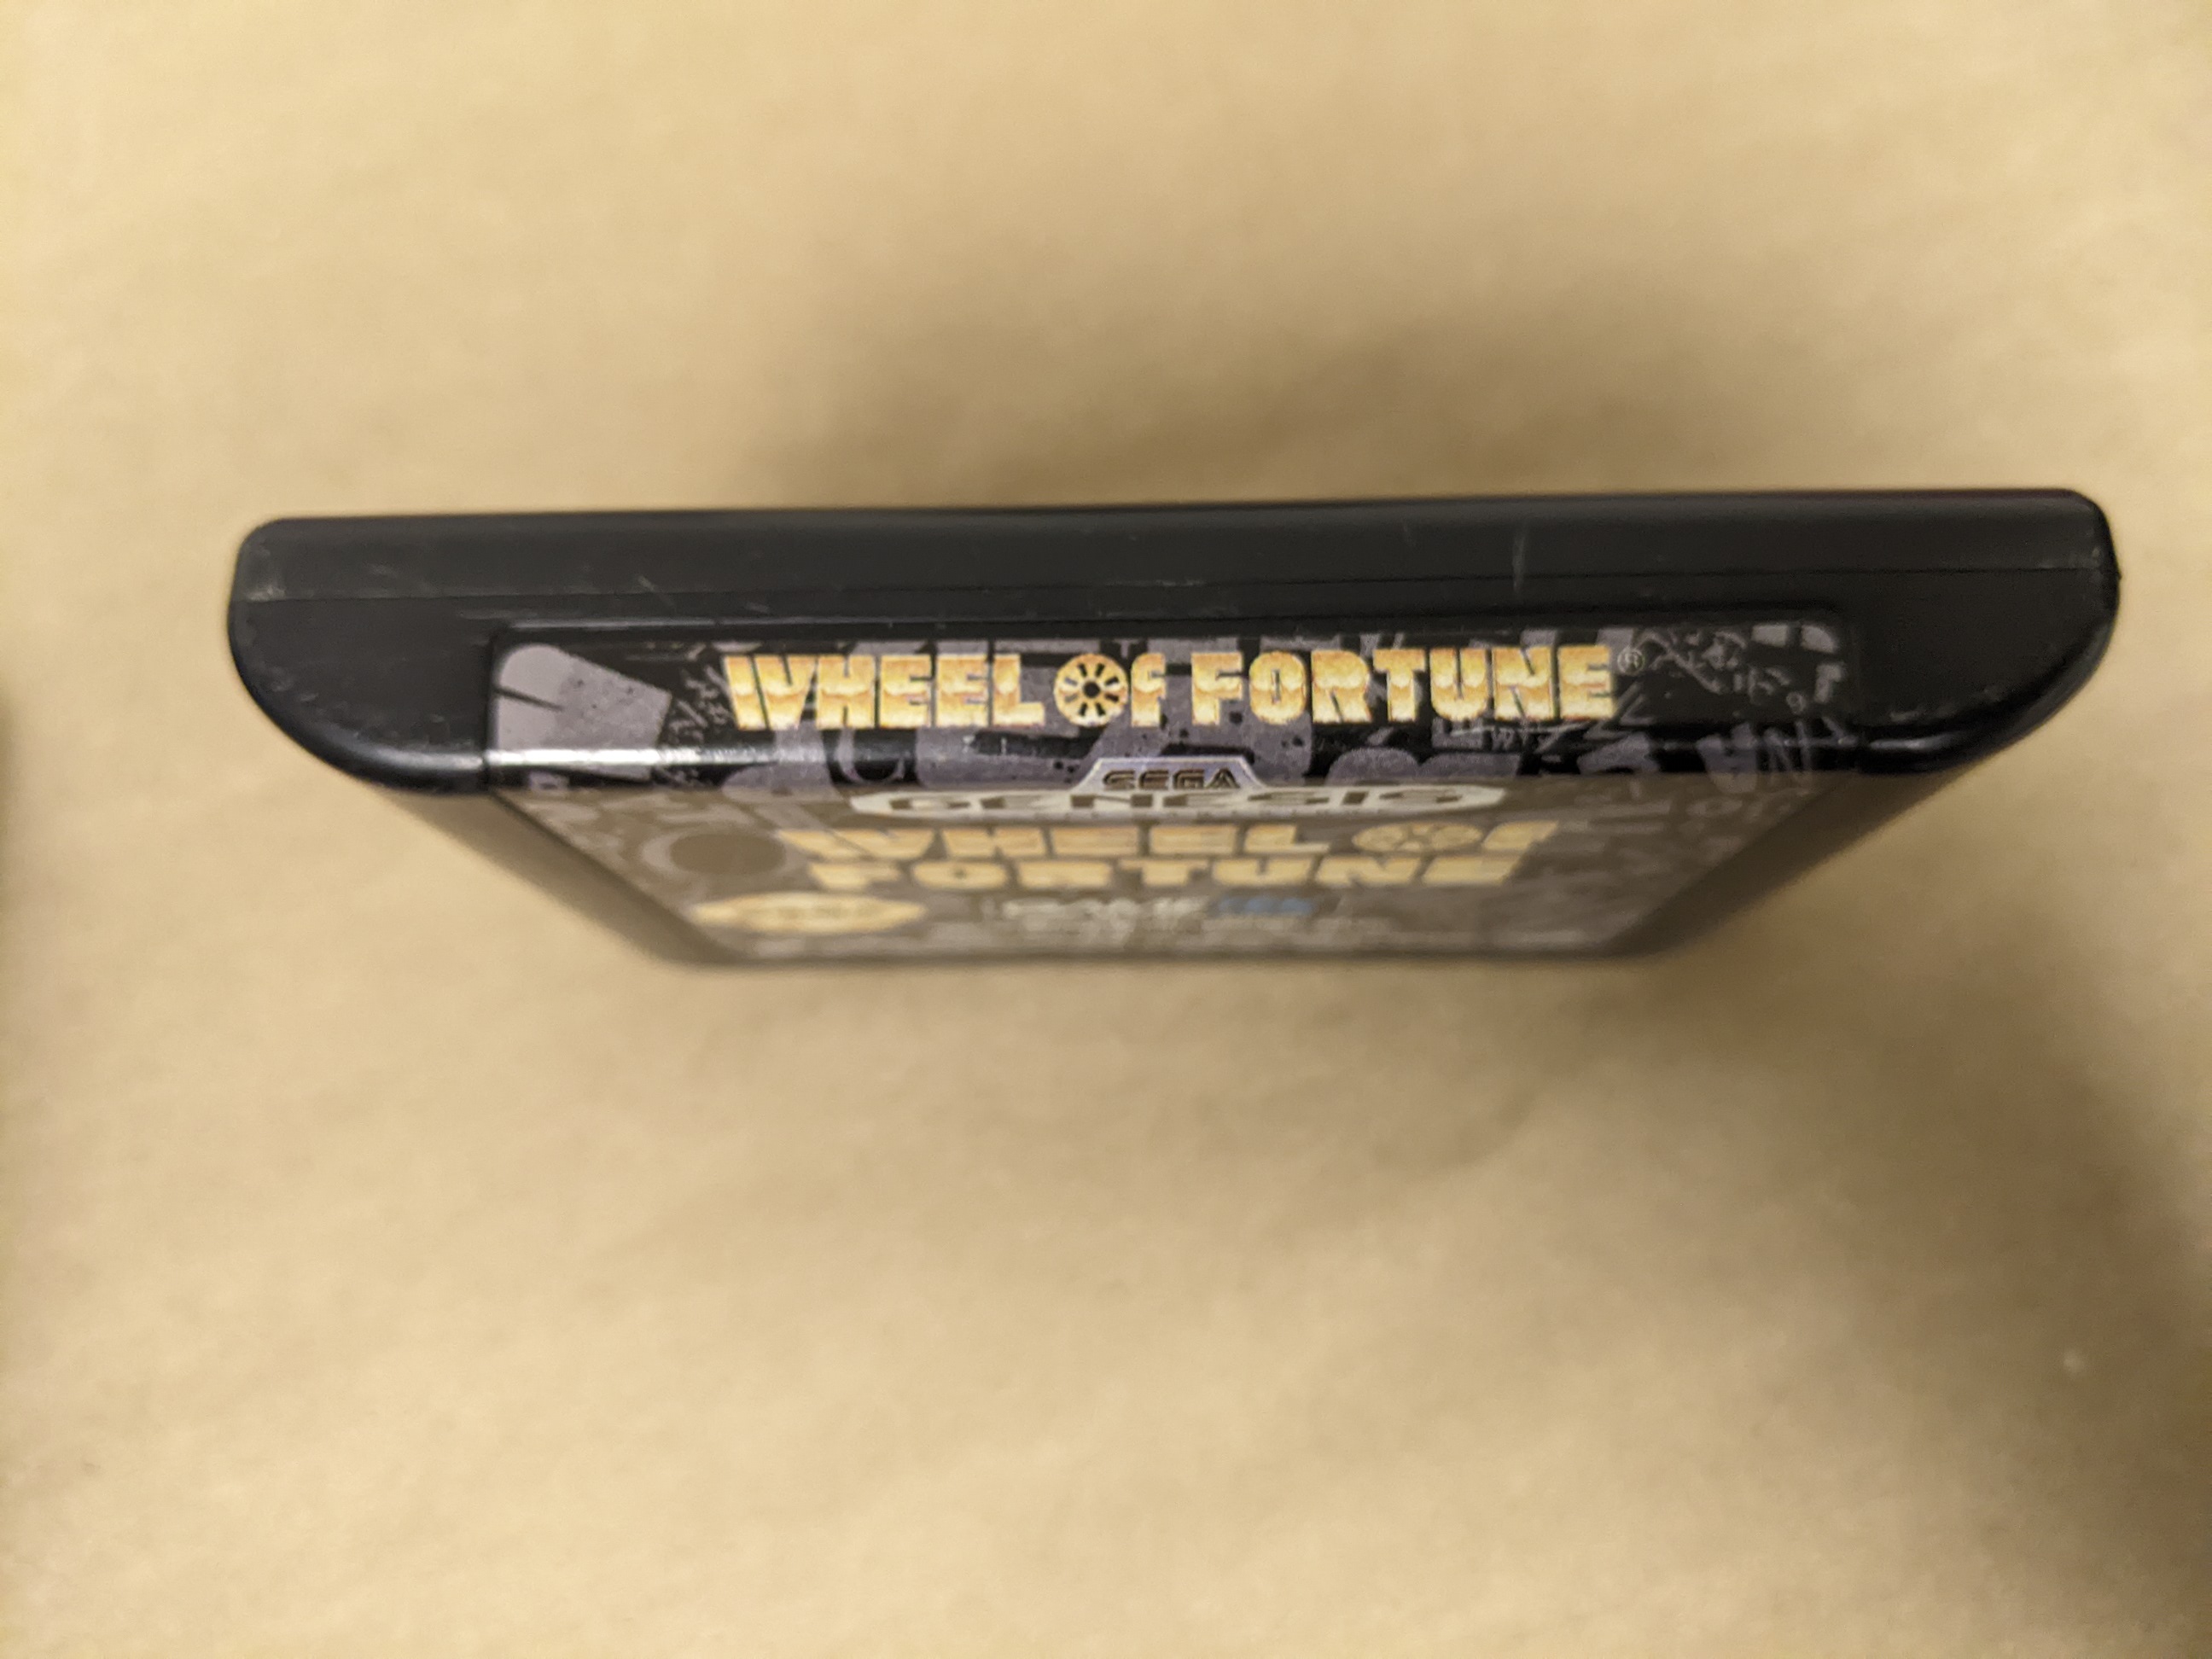 WHEEL OF FORTUNE®
SEGA
GENESIS
WHEEL OF
FORTUNE